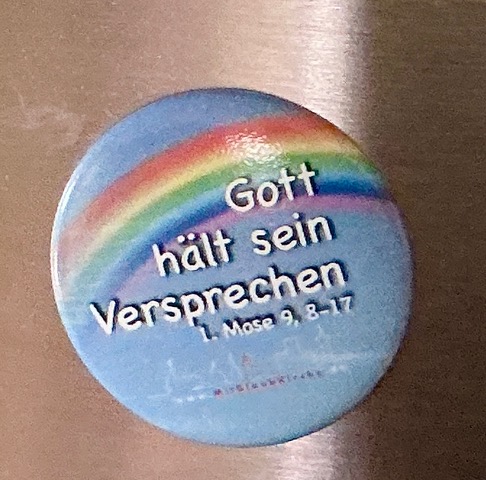 Gott
hält sein
Versprechen
1. Mose 9, 8-17